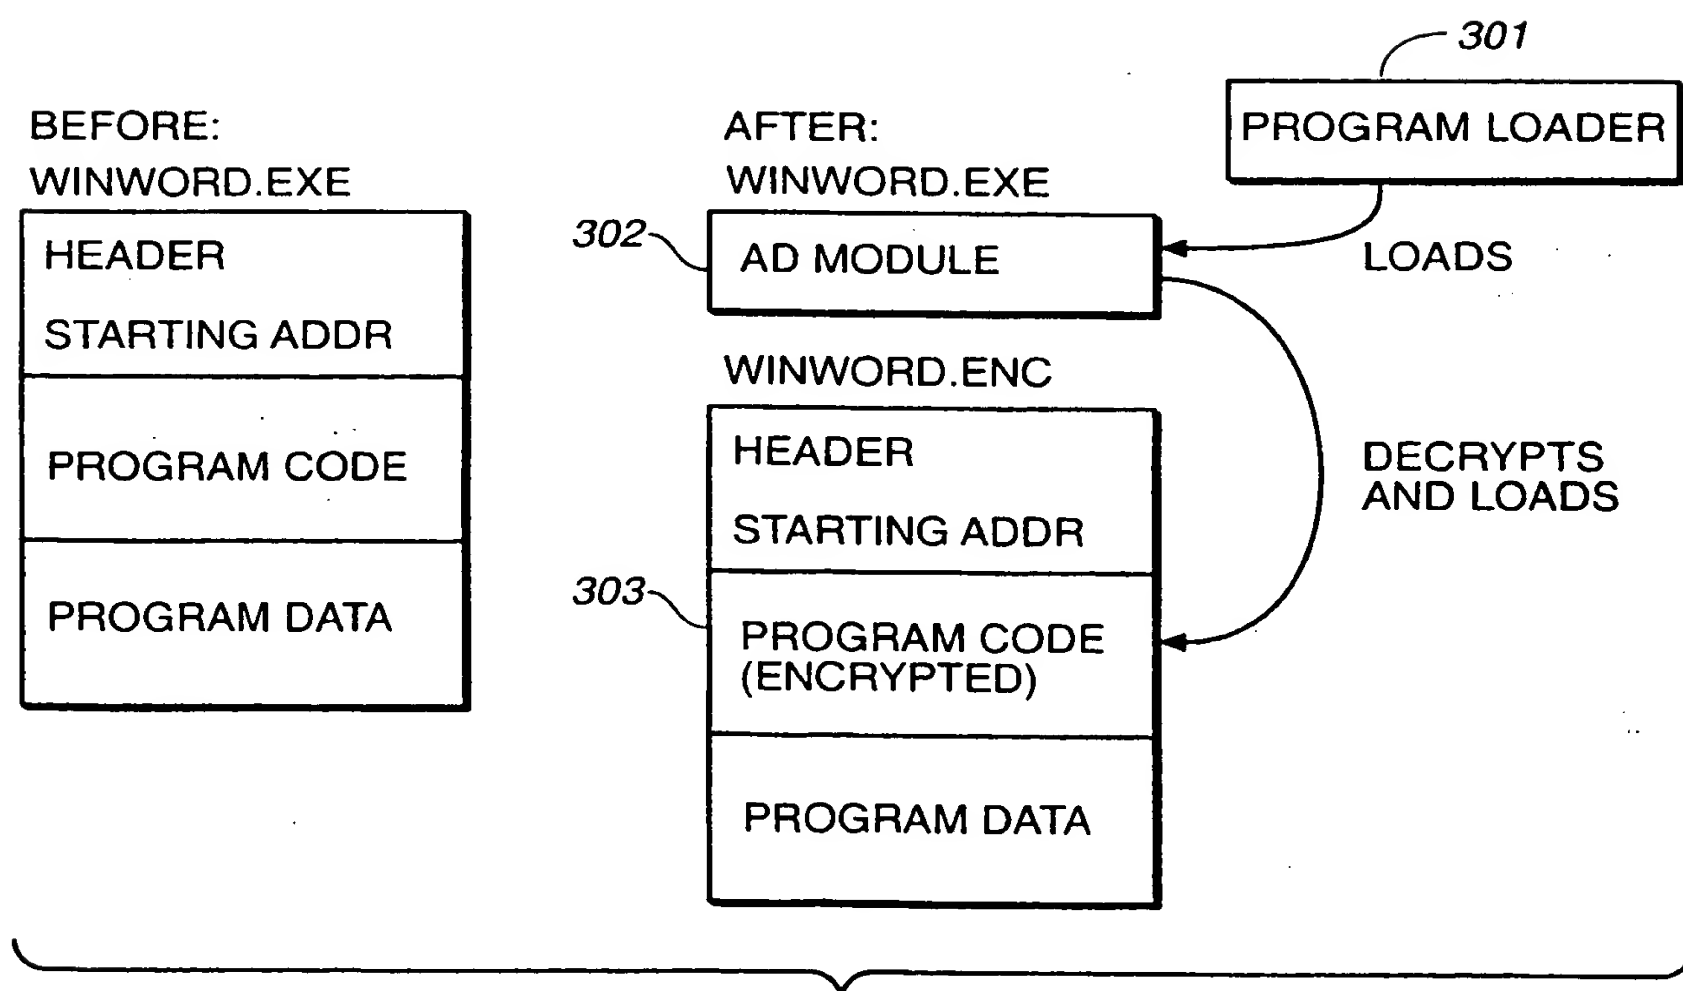 301
PROGRAM LOADER
BEFORE:
WINWORD.EXE
HEADER
STARTING ADDR
PROGRAM CODE
PROGRAM DATA
AFTER:
WINWORD.EXE
302
AD MODULE
LOADS
WINWORD.ENC
HEADER
STARTING ADDR
DECRYPTS
AND LOADS
303
PROGRAM CODE
(ENCRYPTED)
PROGRAM DATA